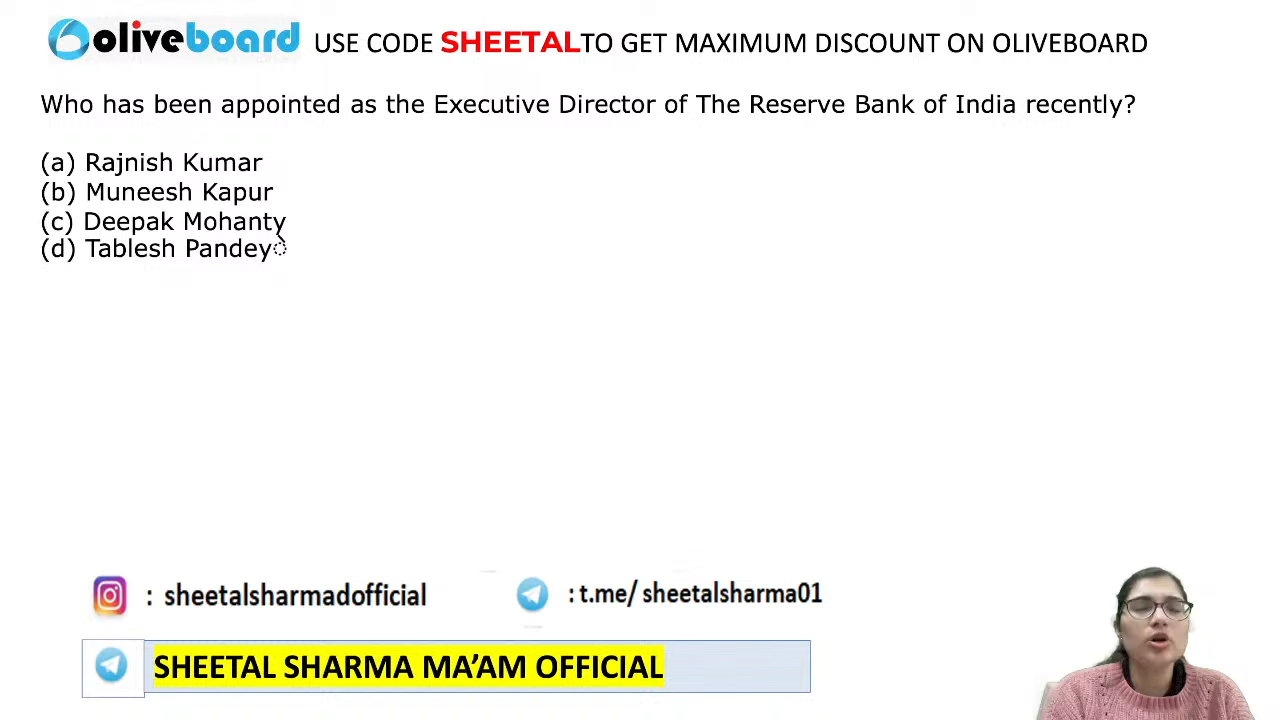 oliveboard USE CODE SHEETAL TO GET MAXIMUM DISCOUNT ON OLIVEBOARD
Who has been appointed as the Executive Director of The Reserve Bank of India recently?
(a) Rajnish Kumar
(b) Muneesh Kapur
(c) Deepak Mohanty
(d) Tablesh Pandey
: sheetalsharmadofficial : t.me/ sheetalsharma01
SHEETAL SHARMA MA’AM OFFICIAL